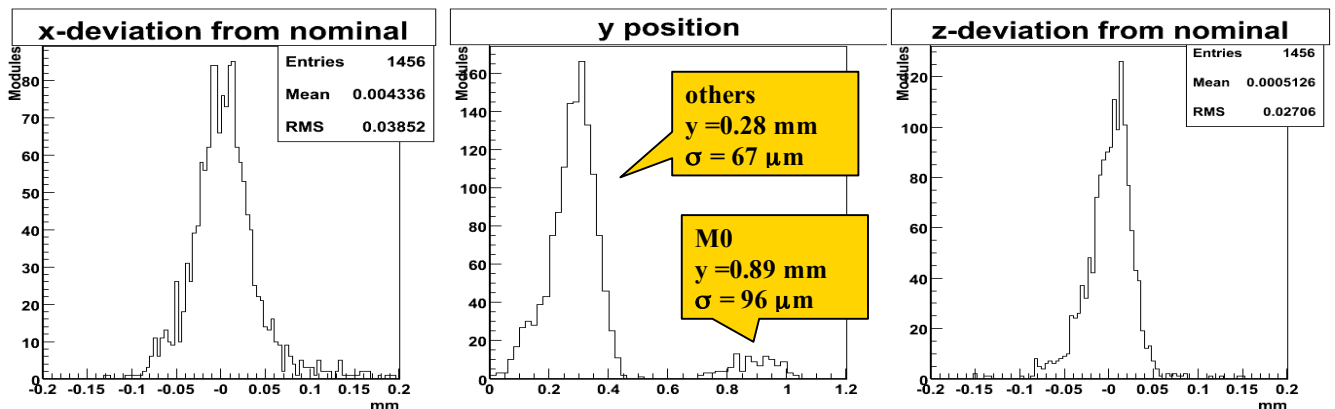 x-deviation from nominal
Modules
Entries 1456
Mean 0.004336
RMS 0.03852
80
70
60
50
40
30
20
10
0
-0.2 -0.15 -0.1 -0.05 -0 0.05 0.1 0.15 0.2
mm
y position
Modules
160
140
120
100
80
60
40
20
0
0 0.2 0.4 0.6 0.8 1 1.2
others
y =0.28 mm
σ = 67 μm
M0
y =0.89 mm
σ = 96 μm
z-deviation from nominal
Modules
Entries 1456
Mean 0.0005126
RMS 0.02706
120
100
80
60
40
20
0
-0.2 -0.15 -0.1 -0.05 -0 0.05 0.1 0.15 0.2
mm